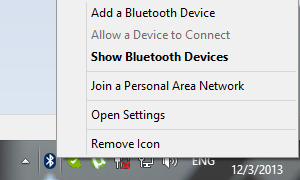 Add a Bluetooth Device
Allow a Device to Connect
Show Bluetooth Devices
Join a Personal Area Network
Open Settings
Remove Icon
ENG
12/3/2013